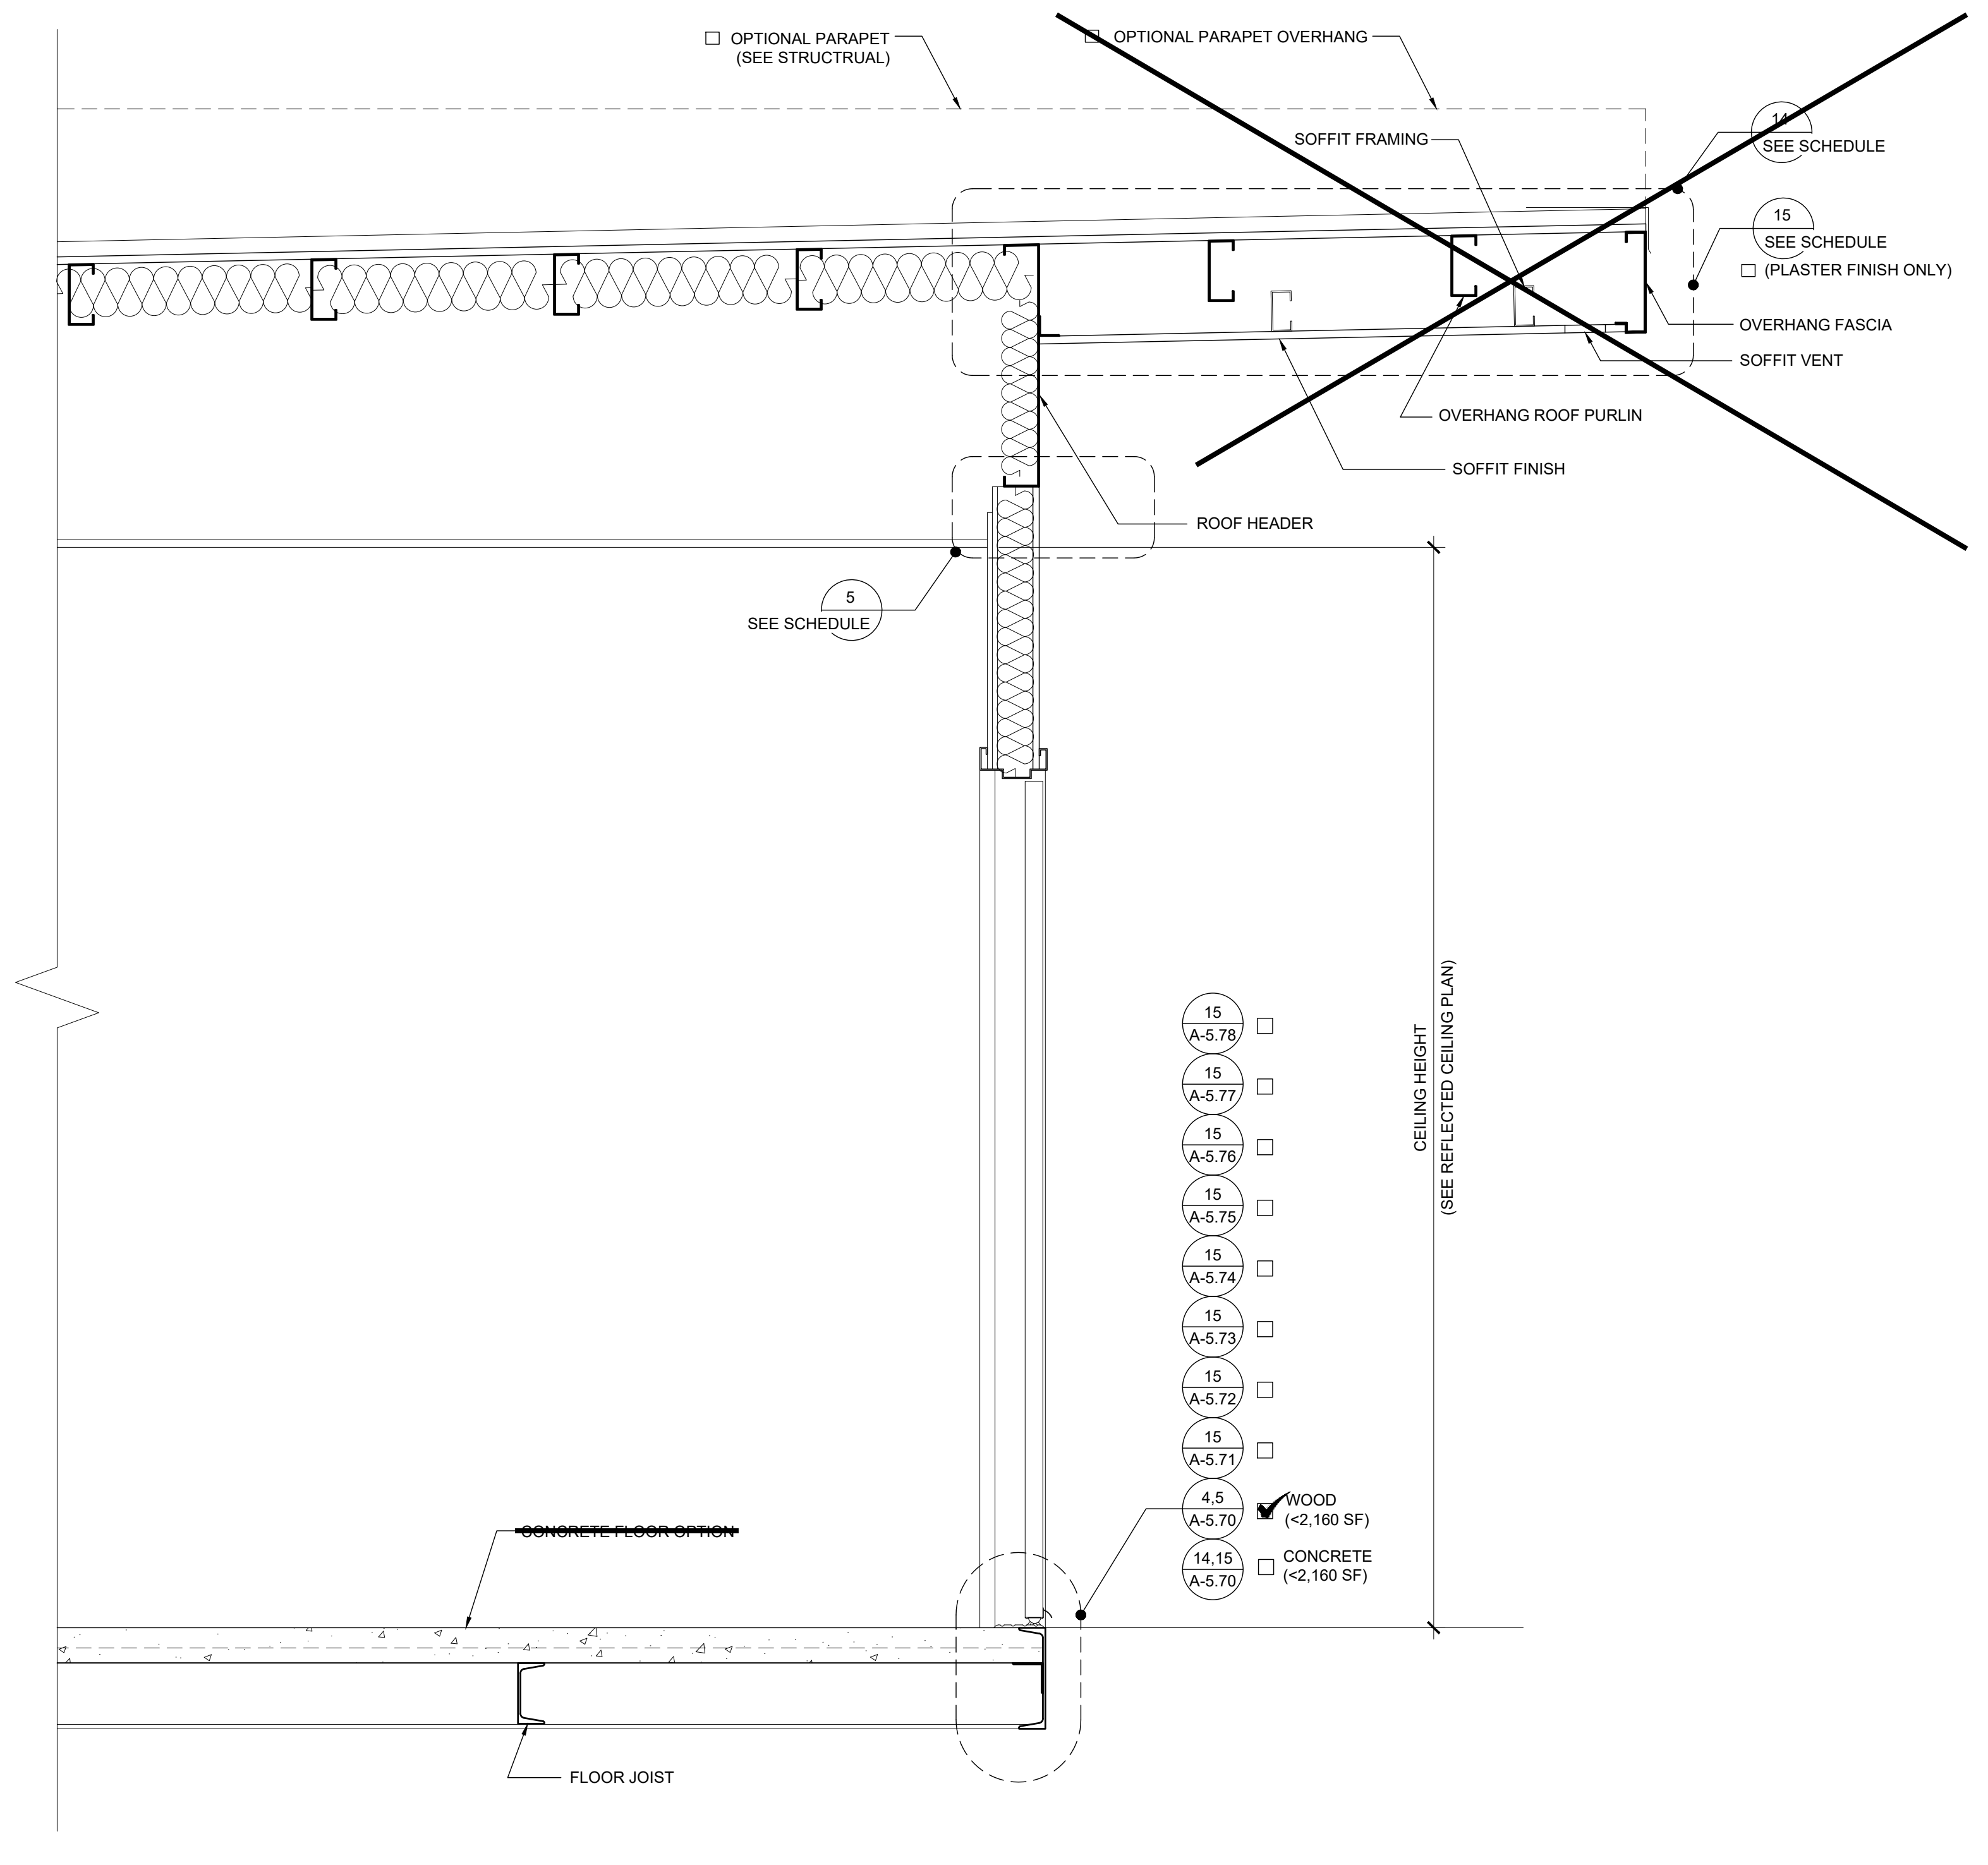 OPTIONAL PARAPET
(SEE STRUCTRUAL)
OPTIONAL PARAPET OVERHANG
SOFFIT FRAMING
14
SEE SCHEDULE
15
SEE SCHEDULE
(PLASTER FINISH ONLY)
OVERHANG FASCIA
SOFFIT VENT
OVERHANG ROOF PURLIN
SOFFIT FINISH
ROOF HEADER
5
SEE SCHEDULE
CEILING HEIGHT
(SEE REFLECTED CEILING PLAN)
15
A-5.78
15
A-5.77
15
A-5.76
15
A-5.75
15
A-5.74
15
A-5.73
15
A-5.72
15
A-5.71
4,5
A-5.70
WOOD
(<2,160 SF)
14,15
A-5.70
CONCRETE
(<2,160 SF)
CONCRETE FLOOR OPTION
FLOOR JOIST